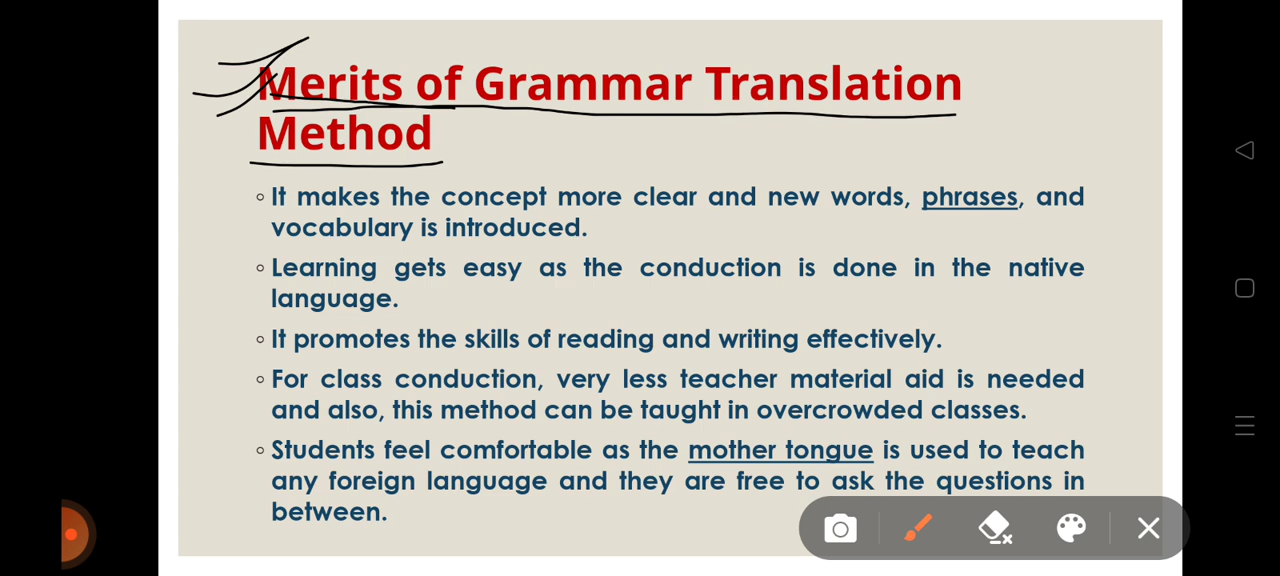 Merits of Grammar Translation
Method
◦ It makes the concept more clear and new words, phrases, and
vocabulary is introduced.
◦ Learning gets easy as the conduction is done in the native
language.
◦ It promotes the skills of reading and writing effectively.
◦ For class conduction, very less teacher material aid is needed
and also, this method can be taught in overcrowded classes.
◦ Students feel comfortable as the mother tongue is used to teach
any foreign language and they are free to ask the questions in
between.